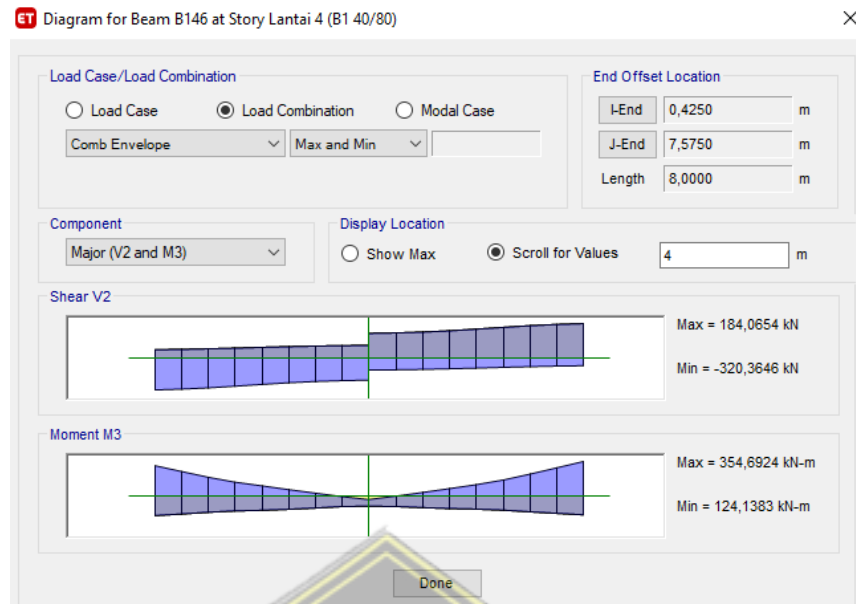 ET Diagram for Beam B146 at Story Lantai 4 (B1 40/80)
Load Case/Load Combination
Load Case Load Combination Modal Case
Comb Envelope Max and Min
End Offset Location
I-End 0,4250 m
J-End 7,5750 m
Length 8,0000 m
Component
Major (V2 and M3)
Display Location
Show Max Scroll for Values 4 m
Shear V2
Max = 184,0654 kN
Min = -320,3646 kN
Moment M3
Max = 354,6924 kN-m
Min = 124,1383 kN-m
Done